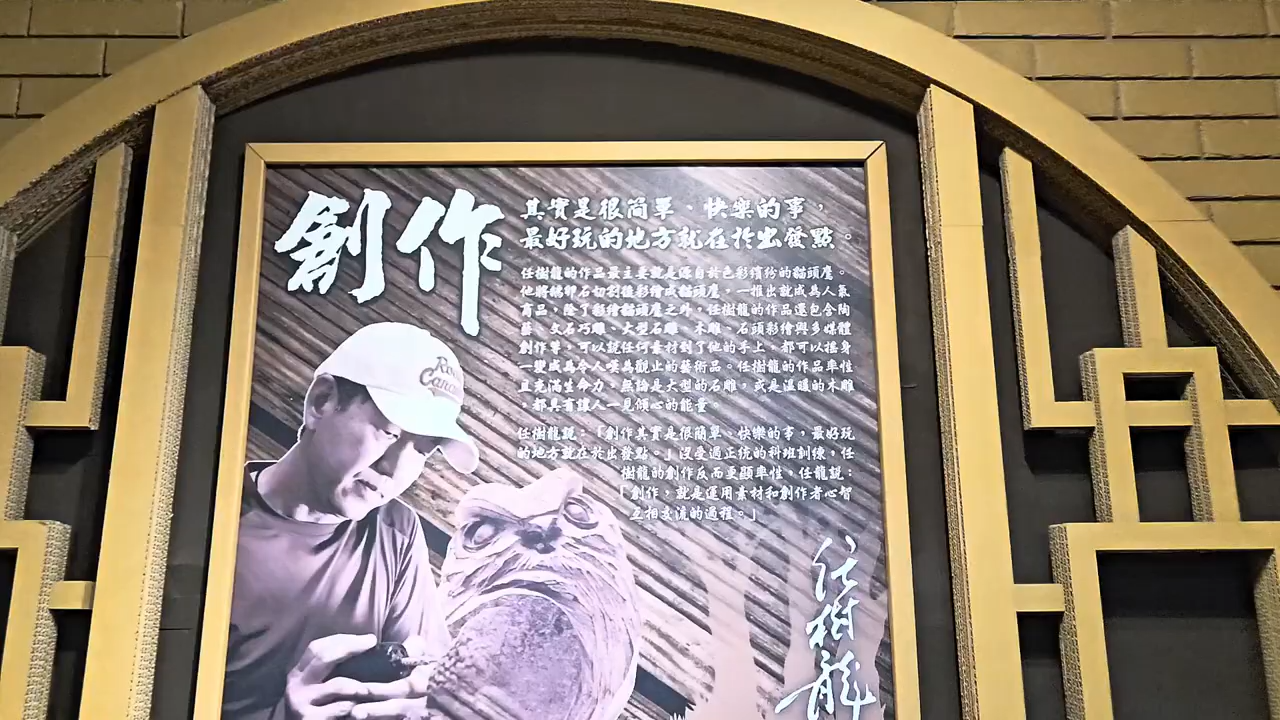 創作
其實是很簡單、快樂的事，
最好玩的地方就在於出發點。
任樹龍的作品最主要就是源自於色彩繽紛的貓頭鷹。
他將鵝卵石切割後彩繪成貓頭鷹，一推出就成為人氣
商品，除了彩繪貓頭鷹之外，任樹龍的作品還包含陶
藝、文石巧雕、大型石雕、木雕、石頭彩繪與多媒體
創作等，可以說任何素材到了他的手上，都可以搖身
一變成為令人嘆為觀止的藝術品。任樹龍的作品率性
且充滿生命力，無論是大型的石雕，或是溫暖的木雕
，都具有讓人一見傾心的能量。
任樹龍說：「創作其實是很簡單、快樂的事，最好玩
的地方就在於出發點。」沒受過正統的科班訓練，任
樹龍的創作反而更顯率性，任龍說：
「創作，就是運用素材和創作者心智
互相交流的過程。」
任樹龍